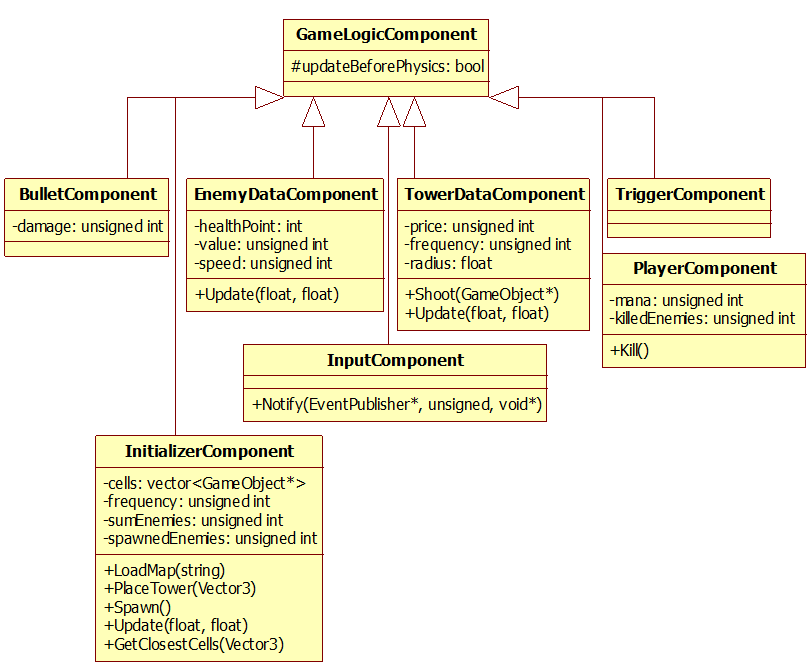 GameLogicComponent
#updateBeforePhysics: bool
BulletComponent
-damage: unsigned int
EnemyDataComponent
-healthPoint: int
-value: unsigned int
-speed: unsigned int
+Update(float, float)
TowerDataComponent
-price: unsigned int
-frequency: unsigned int
-radius: float
+Shoot(GameObject*)
+Update(float, float)
TriggerComponent
PlayerComponent
-mana: unsigned int
-killedEnemies: unsigned int
+Kill()
InputComponent
+Notify(EventPublisher*, unsigned, void*)
InitializerComponent
-cells: vector<GameObject*>
-frequency: unsigned int
-sumEnemies: unsigned int
-spawnedEnemies: unsigned int
+LoadMap(string)
+PlaceTower(Vector3)
+Spawn()
+Update(float, float)
+GetClosestCells(Vector3)